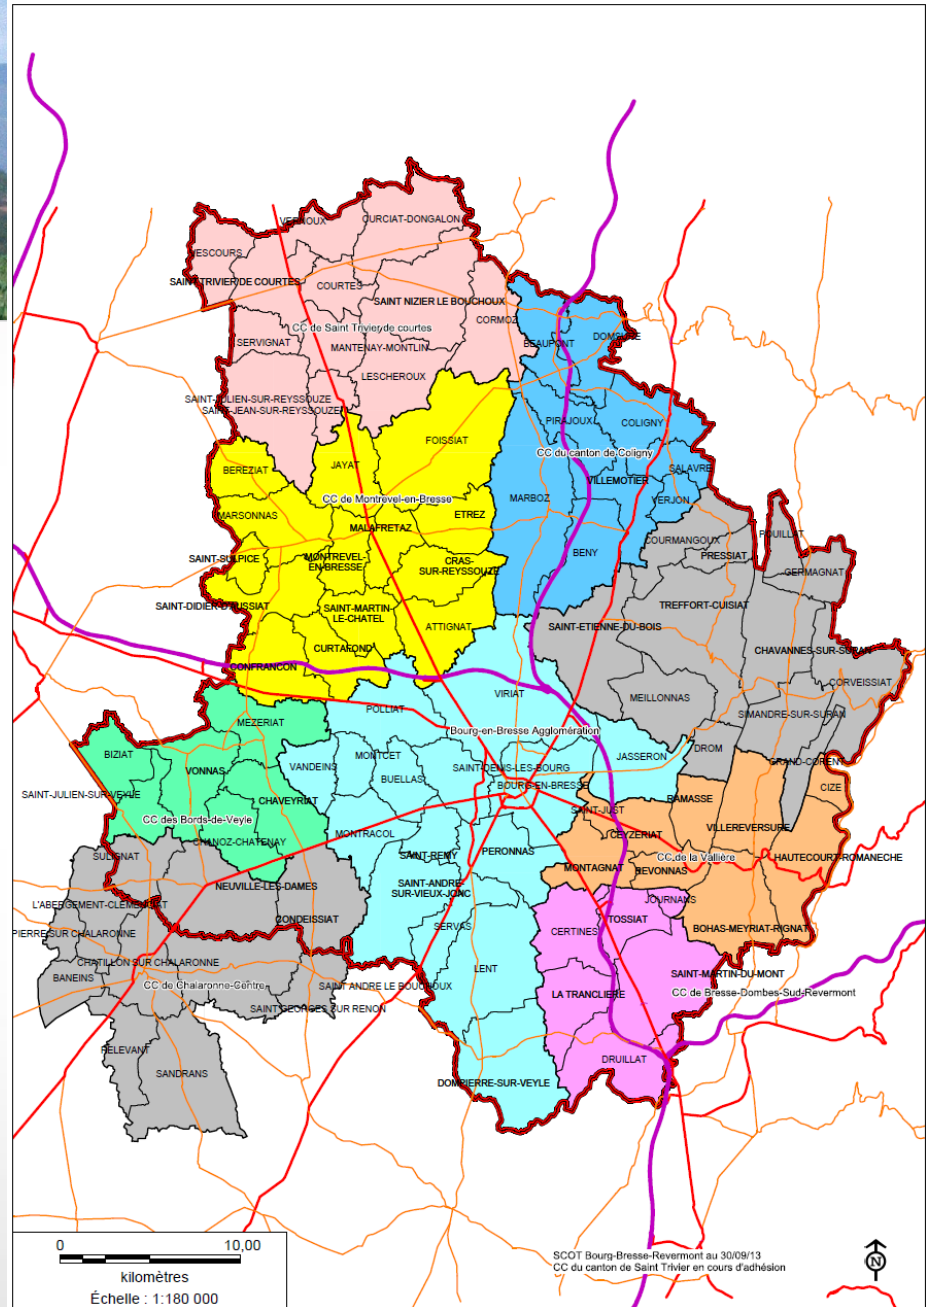 CURCIAT-DONGALON
VERNOUX
VESCOURS
SAINT TRIVIER DE COURTES
COURTES
SAINT NIZIER LE BOUCHOUX
CORMOZ
CC de Saint Trivier de courtes
SERVIGNAT
MANTENAY-MONTLIN
BEAUPONT
DOMSURE
LESCHEROUX
SAINT-JULIEN-SUR-REYSSOUZE
SAINT-JEAN-SUR-REYSSOUZE
PIRAJOUX
COLIGNY
FOISSIAT
CC du canton de Coligny
JAYAT
BEREZIAT
SALAVRE
VILLEMOTIER
CC de Montrevel-en-Bresse
MARBOZ
VERJON
MARSONNAS
ETREZ
MALAFRETAZ
POUILLAT
COURMANGOUX
PRESSIAT
BENY
SAINT-SULPICE
MONTREVEL-
EN-BRESSE
CRAS-
SUR-REYSSOUZE
GERMAGNAT
SAINT-DIDIER-D'AUSSIAT
SAINT-MARTIN
LE-CHATEL
TREFFORT-CUISIAT
ATTIGNAT
SAINT-ETIENNE-DU-BOIS
CURTAFOND
CHAVANNES-SUR-SURAN
CONFRANCON
CORVEISSIAT
VIRIAT
MEILLONNAS
POLLIAT
SIMANDRE-SUR-SURAN
MEZERIAT
Bourg-en-Bresse Agglomération
DROM
BIZIAT
MONTCET
JASSERON
GRAND-CORENT
VANDEINS
SAINT-DENIS-LES-BOURG
VONNAS
BUELLAS
BOURG-EN-BRESSE
CIZE
SAINT-JULIEN-SUR-VEYLE
CHAVEYRIAT
RAMASSE
SAINT-JUST
CC des Bords-de-Veyle
VILLEREVERSURE
MONTRACOL
CEYZERIAT
CHANOZ-CHATENAY
PERONNAS
SULIGNAT
SAINT-REMY
CC de la Vallière
HAUTECOURT-ROMANECHE
MONTAGNAT
REVONNAS
NEUVILLE-LES-DAMES
SAINT-ANDRE-
SUR-VIEUX-JONC
JOURNANS
L'ABERGEMENT-CLEMENCIAT
CONDEISSIAT
TOSSIAT
SERVAS
CERTINES
BOHAS-MEYRIAT-RIGNAT
PIERRE SUR CHALARONNE
CHATILLON SUR CHALARONNE
LENT
BANEINS
SAINT-MARTIN-DU-MONT
CC de Chalaronne-Centre
SAINT ANDRE LE BOUCHOUX
LA TRANCLIERE
CC de Bresse-Dombes-Sud-Revermont
SAINT GEORGES SUR RENON
RELEVANT
DRUILLAT
SANDRANS
DOMPIERRE-SUR-VEYLE
0 10,00
kilomètres
Échelle : 1:180 000
SCOT Bourg-Bresse-Revermont au 30/09/13
CC du canton de Saint Trivier en cours d'adhésion
N